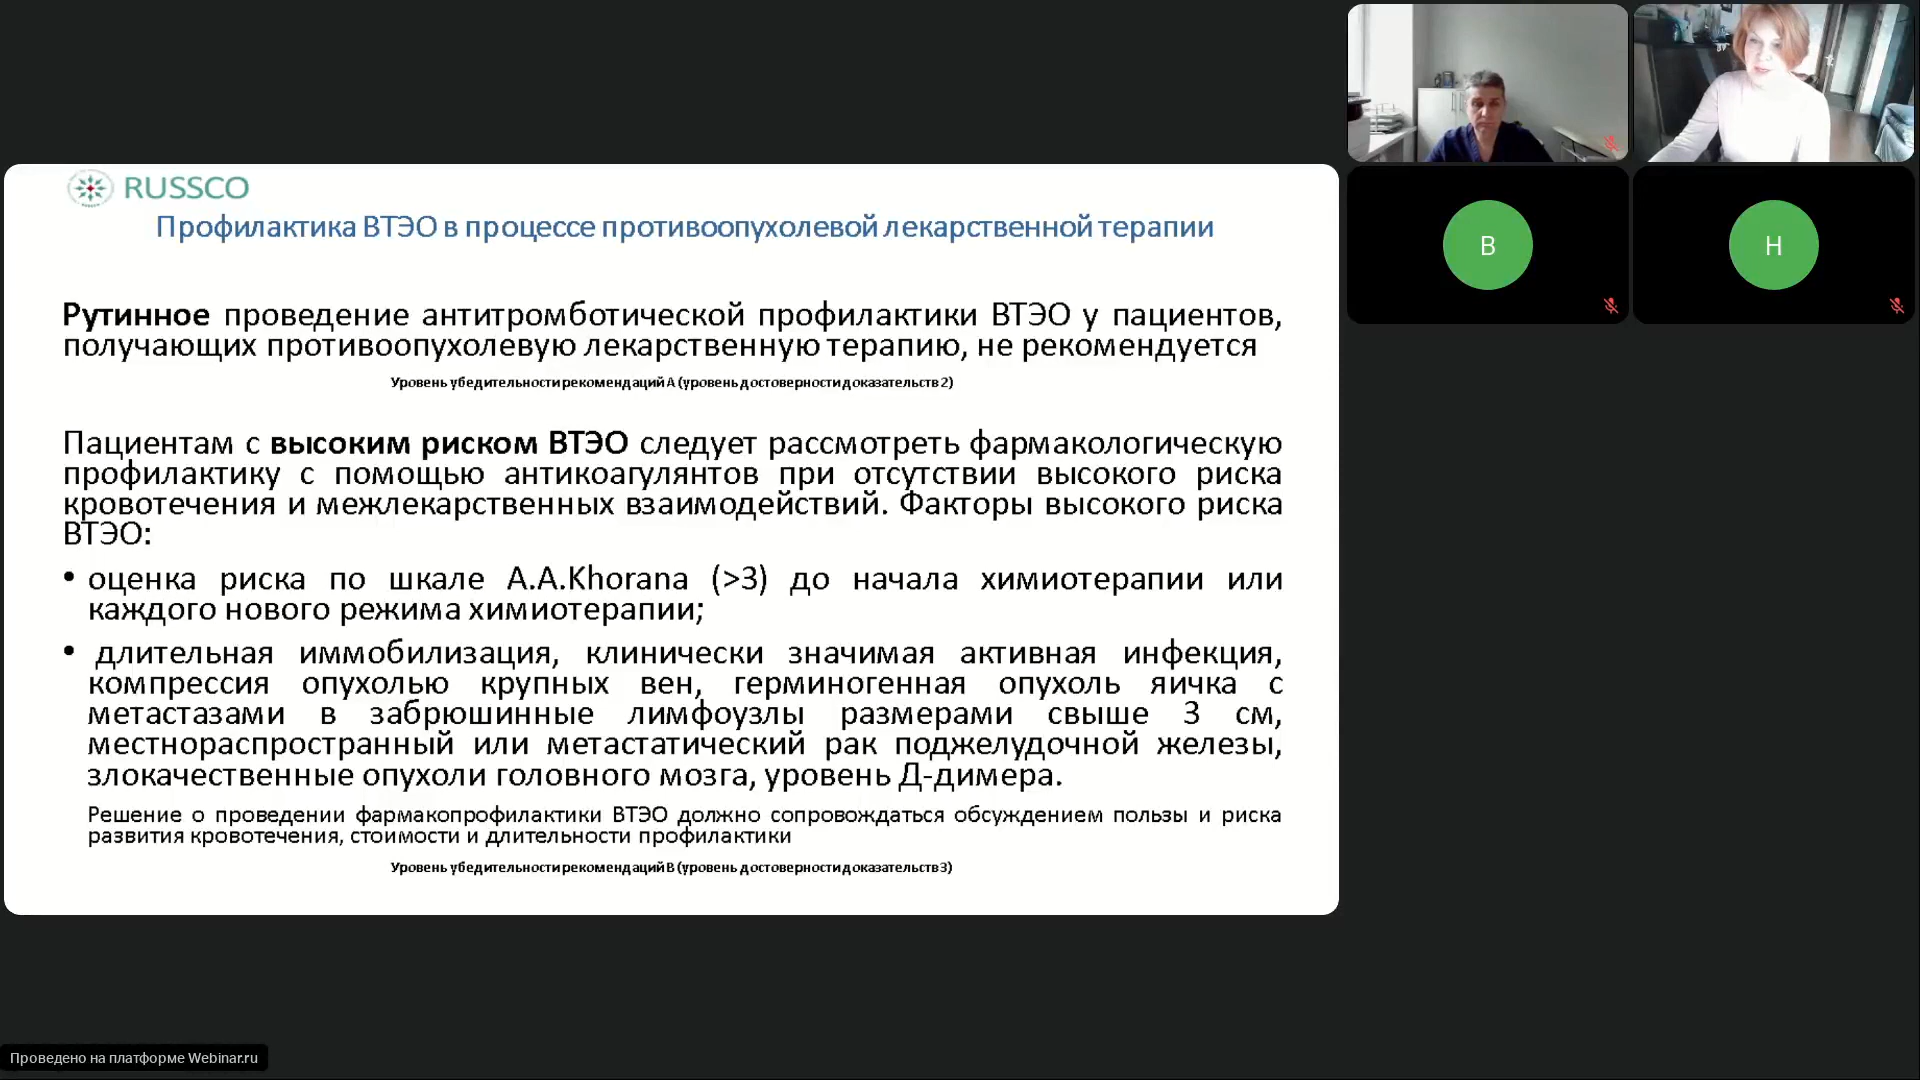 RUSSCO
Профилактика ВТЭО в процессе противоопухолевой лекарственной терапии
Рутинное проведение антитромботической профилактики ВТЭО у пациентов,
получающих противоопухолевую лекарственную терапию, не рекомендуется
Уровень убедительности рекомендаций А (уровень достоверности доказательств 2)
Пациентам с высоким риском ВТЭО следует рассмотреть фармакологическую
профилактику с помощью антикоагулянтов при отсутствии высокого риска
кровотечения и межлекарственных взаимодействий. Факторы высокого риска
ВТЭО:
• оценка риска по шкале A.A.Khorana (>3) до начала химиотерапии или
каждого нового режима химиотерапии;
• длительная иммобилизация, клинически значимая активная инфекция,
компрессия опухолью крупных вен, герминогенная опухоль яичка с
метастазами в забрюшинные лимфоузлы размерами свыше 3 см,
местнораспространный или метастатический рак поджелудочной железы,
злокачественные опухоли головного мозга, уровень Д-димера.
Решение о проведении фармакопрофилактики ВТЭО должно сопровождаться обсуждением пользы и риска
развития кровотечения, стоимости и длительности профилактики
Уровень убедительности рекомендаций В (уровень достоверности доказательств 3)
В
Н
Проведено на платформе Webinar.ru